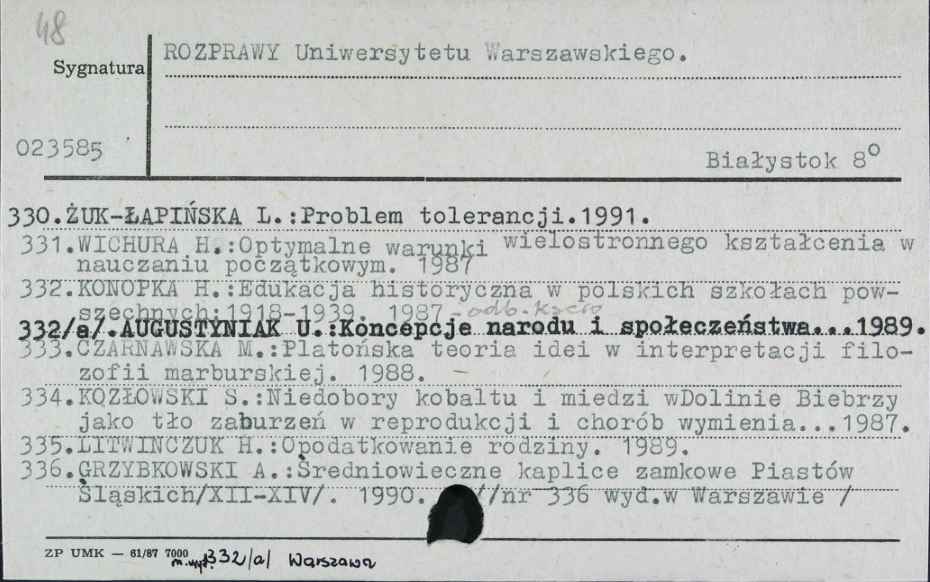 48
Sygnatura
ROZPRAWY Uniwersytetu Warszawskiego.
023585
Białystok 8º
330.ŻUK-ŁAPIŃSKA L.:Problem tolerancji.1991.
331.WICHURA H.:Optymalne warunki wielostronnego kształcenia w
nauczaniu początkowym. 1987
332.KONOPKA H.:Edukacja historyczna w polskich szkołach pow-
szechnych:1918-1939. 1987 - odb. ksero
332/a/.AUGUSTYNIAK U.:Koncepcje narodu i społeczeństwa...1989.
333.CZARNAWSKA M.:Platońska teoria idei w interpretacji filo-
zofii marburskiej. 1988. -
334.KOZŁOWSKI S.:Niedobory kobaltu i miedzi wDolinie Biebrzy
jako tło zaburzeń w reprodukcji i chorób wymienia...1987.
335.LITWIŃCZUK H.:Opodatkowanie rodziny. 1989.
336.GRZYBKOWSKI A.:Średniowieczne kaplice zamkowe Piastów
Śląskich/XII-XIV/. 1990. //nr 336 wyd.w Warszawie /
ZP UMK — 61/87 7000
m.wyd. 332/a/ Warszawa